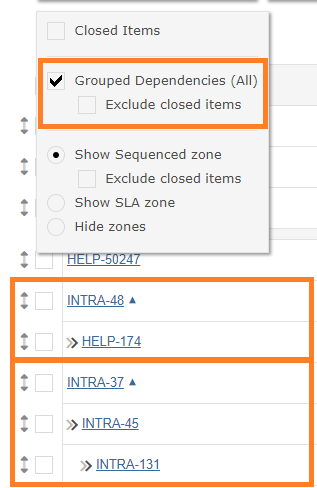 Closed Items
Grouped Dependencies (All)
Exclude closed items
Show Sequenced zone
Exclude closed items
Show SLA zone
Hide zones
HELP-50247
INTRA-48
HELP-174
INTRA-37
INTRA-45
INTRA-131